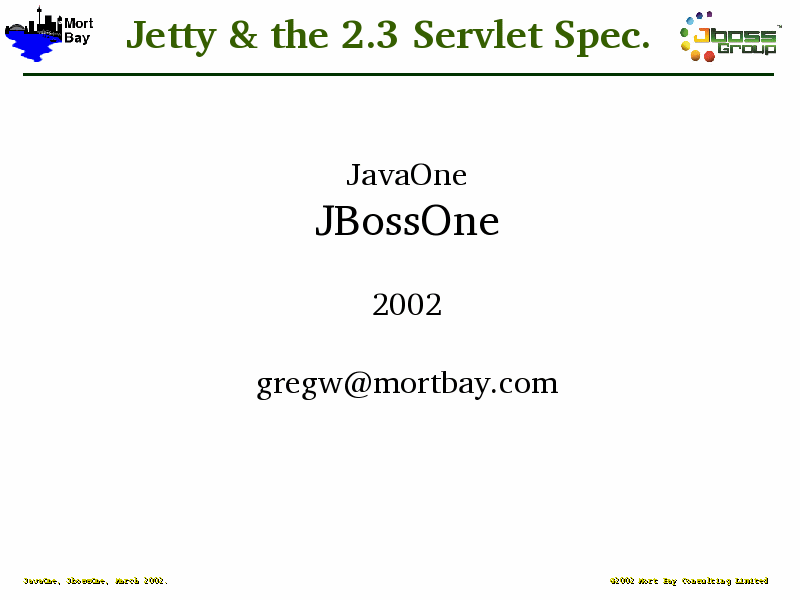 Mort
Bay
Jetty & the 2.3 Servlet Spec.
Jboss
Group
™
JavaOne
JBossOne
2002
gregw@mortbay.com
JavaOne, JbossOne, March 2002.
©2002 Mort Bay Consulting Limited